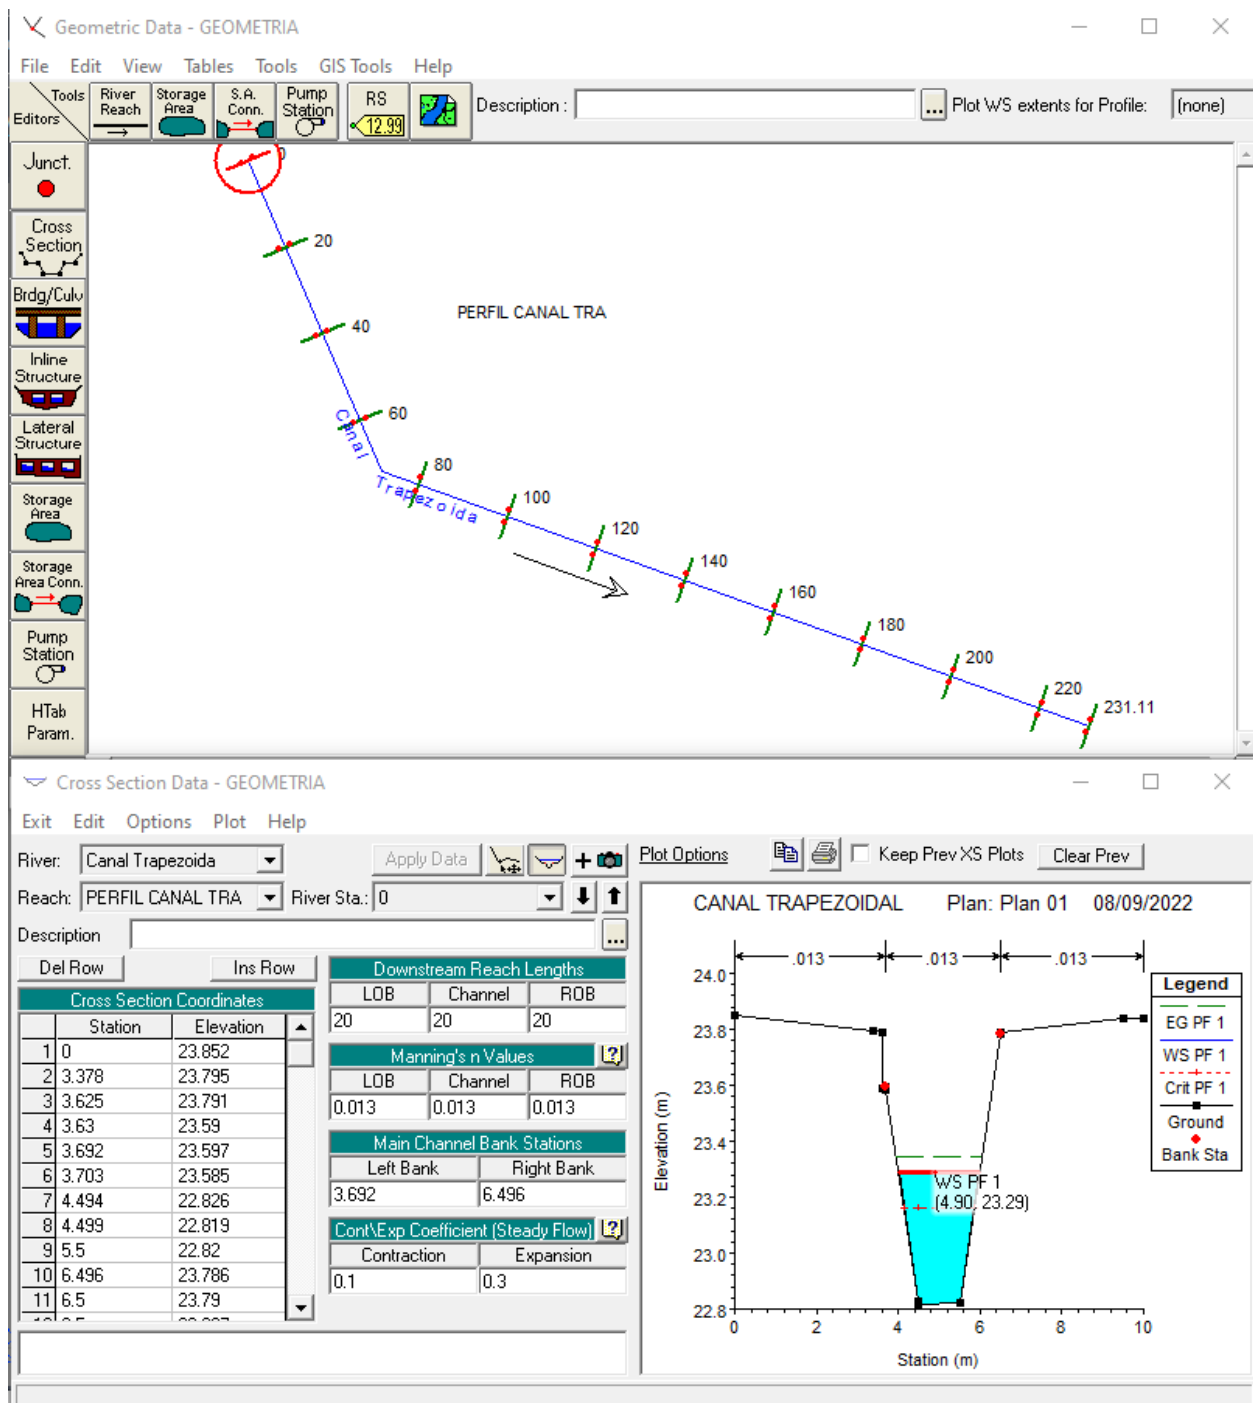 Geometric Data - GEOMETRIA
File Edit View Tables Tools GIS Tools Help
Tools
Editors
River Reach
Storage Area
S.A. Conn.
Pump Station
RS
12.99
Description :
...
Plot WS extents for Profile:
(none)
Junct.
Cross Section
Brdg/Culv
Inline Structure
Lateral Structure
Storage Area
Storage Area Conn.
Pump Station
HTab Param.
0
20
40
60
80
100
120
140
160
180
200
220
231.11
PERFIL CANAL TRA
Canal Trapezoida
Cross Section Data - GEOMETRIA
Exit Edit Options Plot Help
River: Canal Trapezoida
Apply Data
Reach: PERFIL CANAL TRA River Sta.: 0
Description
...
Del Row Ins Row
Cross Section Coordinates
Station Elevation
1 0 23.852
2 3.378 23.795
3 3.625 23.791
4 3.63 23.59
5 3.692 23.597
6 3.703 23.585
7 4.494 22.826
8 4.499 22.819
9 5.5 22.82
10 6.496 23.786
11 6.5 23.79
Downstream Reach Lengths
LOB Channel ROB
20 20 20
Manning's n Values
LOB Channel ROB
0.013 0.013 0.013
Main Channel Bank Stations
Left Bank Right Bank
3.692 6.496
Cont\Exp Coefficient (Steady Flow)
Contraction Expansion
0.1 0.3
Plot Options
Keep Prev XS Plots
Clear Prev
CANAL TRAPEZOIDAL Plan: Plan 01 08/09/2022
.013 .013 .013
24.0
23.8
23.6
23.4
23.2
23.0
22.8
Elevation (m)
WS PF 1
(4.90, 23.29)
0 2 4 6 8 10
Station (m)
Legend
EG PF 1
WS PF 1
Crit PF 1
Ground
Bank Sta